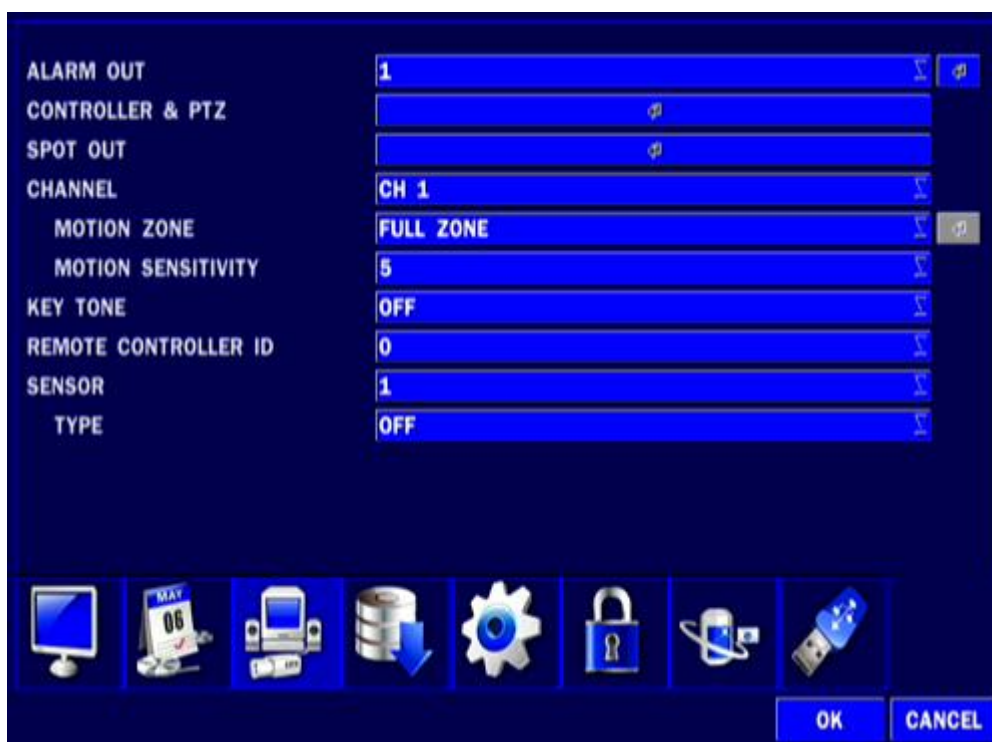 ALARM OUT 1
CONTROLLER & PTZ
SPOT OUT
CHANNEL CH 1
MOTION ZONE FULL ZONE
MOTION SENSITIVITY 5
KEY TONE OFF
REMOTE CONTROLLER ID 0
SENSOR 1
TYPE OFF
MAY
06
OK CANCEL